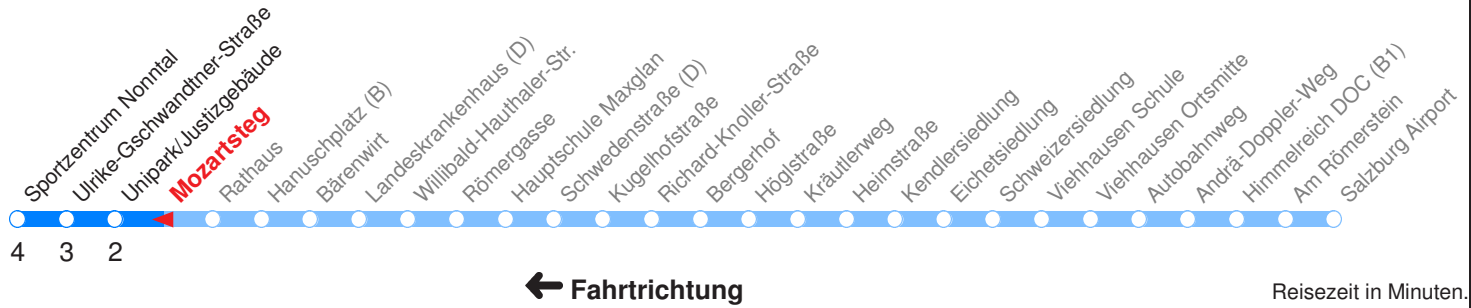 Sportzentrum Nonntal
Ulrike-Gschwandtner-Straße
Unipark/Justizgebäude
Mozartsteg
Rathaus
Hanuschplatz (B)
Bärenwirt
Landeskrankenhaus (D)
Willibald-Hauthaler-Str.
Römergasse
Hauptschule Maxglan
Schwedenstraße (D)
Kugelhofstraße
Richard-Knoller-Straße
Bergerhof
Höglstraße
Kräutlerweg
Heimstraße
Kendlersiedlung
Eichetsiedlung
Schweizersiedlung
Viehhausen Schule
Viehhausen Ortsmitte
Autobahnweg
Andrä-Doppler-Weg
Himmelreich DOC (B1)
Am Römerstein
Salzburg Airport
4 3 2
Fahrtrichtung
Reisezeit in Minuten.